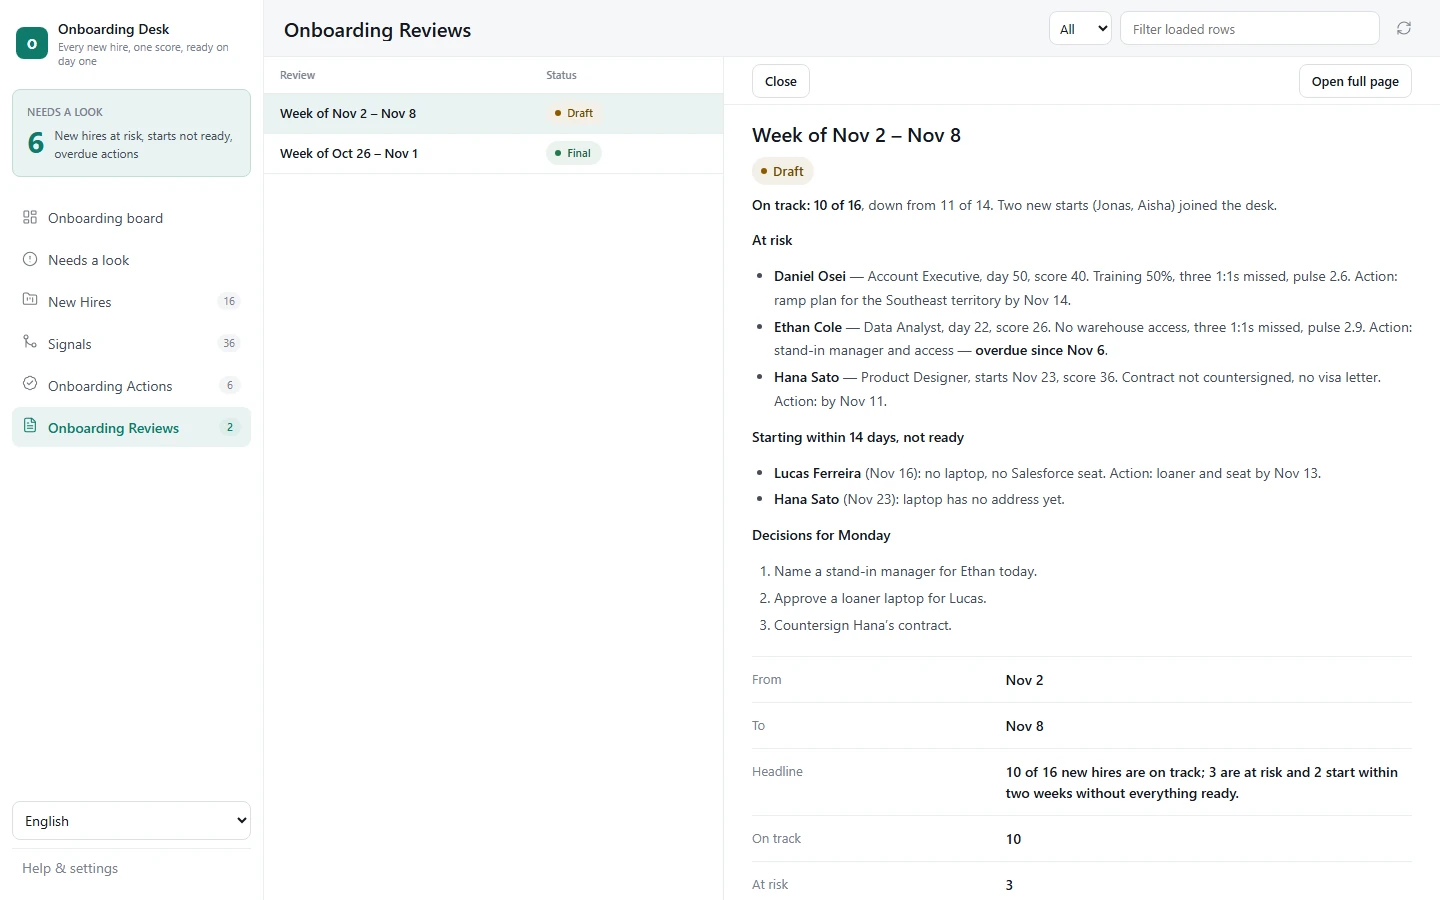 o
Onboarding Desk
Every new hire, one score, ready on
day one
NEEDS A LOOK
6
New hires at risk, starts not ready,
overdue actions
Onboarding board
Needs a look
New Hires 16
Signals 36
Onboarding Actions 6
Onboarding Reviews 2
English
Help & settings
Onboarding Reviews
All
Filter loaded rows
Review Status
Week of Nov 2 – Nov 8 Draft
Week of Oct 26 – Nov 1 Final
Close
Open full page
Week of Nov 2 – Nov 8
Draft
On track: 10 of 16, down from 11 of 14. Two new starts (Jonas, Aisha) joined the desk.
At risk
• Daniel Osei — Account Executive, day 50, score 40. Training 50%, three 1:1s missed, pulse 2.6. Action:
ramp plan for the Southeast territory by Nov 14.
• Ethan Cole — Data Analyst, day 22, score 26. No warehouse access, three 1:1s missed, pulse 2.9. Action:
stand-in manager and access — overdue since Nov 6.
• Hana Sato — Product Designer, starts Nov 23, score 36. Contract not countersigned, no visa letter.
Action: by Nov 11.
Starting within 14 days, not ready
• Lucas Ferreira (Nov 16): no laptop, no Salesforce seat. Action: loaner and seat by Nov 13.
• Hana Sato (Nov 23): laptop has no address yet.
Decisions for Monday
1. Name a stand-in manager for Ethan today.
2. Approve a loaner laptop for Lucas.
3. Countersign Hana's contract.
From Nov 2
To Nov 8
Headline 10 of 16 new hires are on track; 3 are at risk and 2 start within
two weeks without everything ready.
On track 10
At risk 3